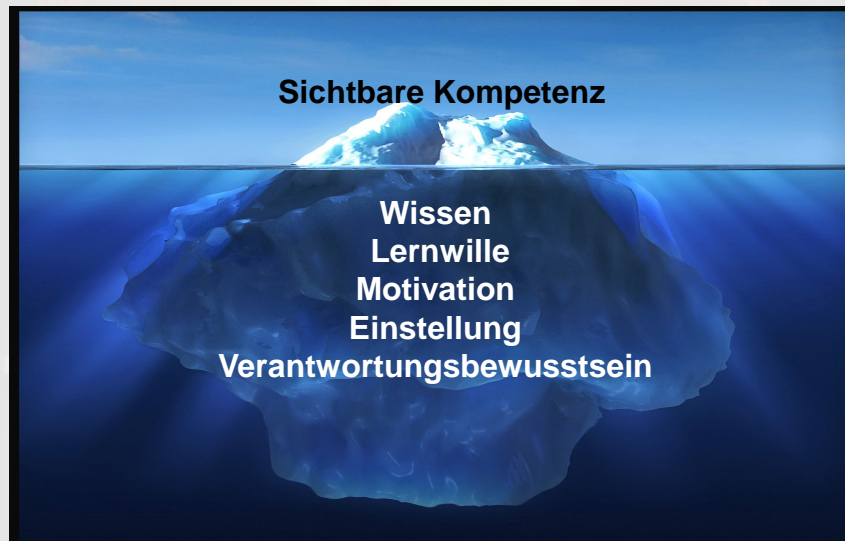 Sichtbare Kompetenz
Wissen
Lernwille
Motivation
Einstellung
Verantwortungsbewusstsein